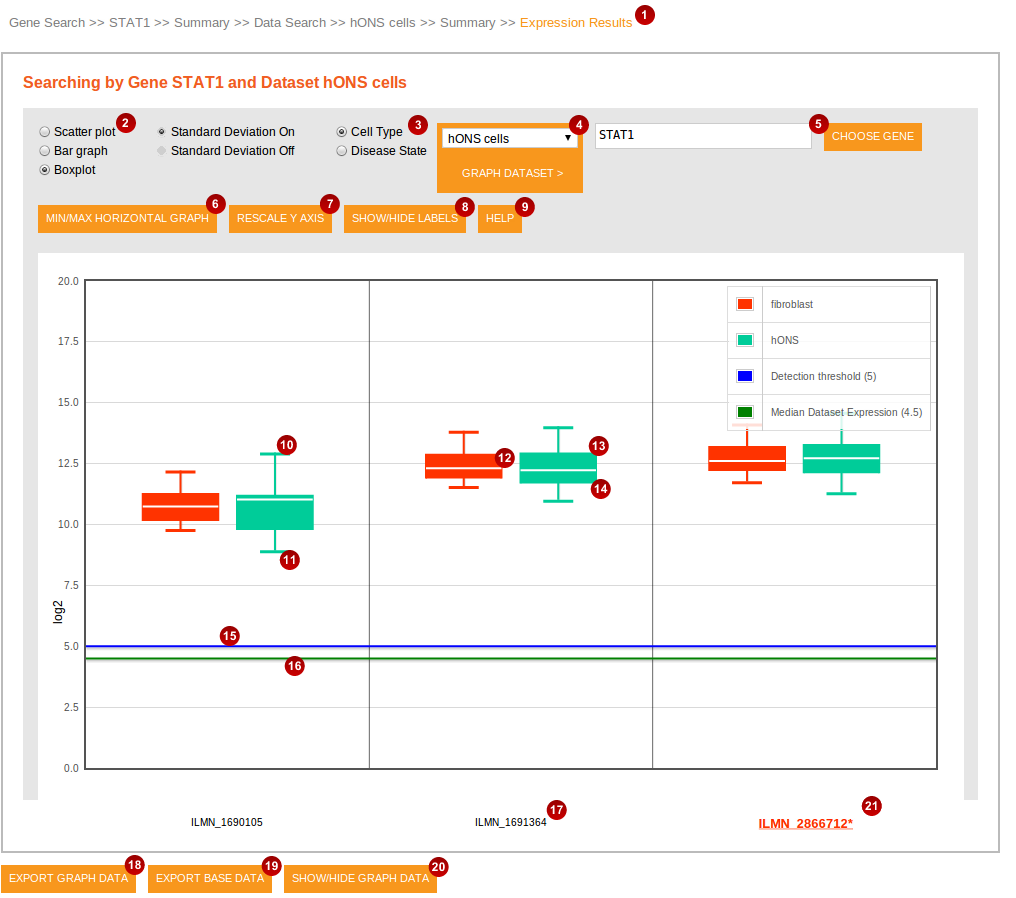 Gene Search >> STAT1 >> Summary >> Data Search >> hONS cells >> Summary >> Expression Results 1
Searching by Gene STAT1 and Dataset hONS cells
Scatter plot 2 Standard Deviation On Cell Type 3 hONS cells 4 STAT1 5 CHOOSE GENE
Bar graph Standard Deviation Off Disease State
Boxplot GRAPH DATASET >
MIN/MAX HORIZONTAL GRAPH 6 RESCALE Y AXIS 7 SHOW/HIDE LABELS 8 HELP 9
20.0
fibroblast
17.5 hONS
Detection threshold (5)
15.0 Median Dataset Expression (4.5)
10 13
12.5 12
14
10.0
11
7.5
log2
15
5.0
16
2.5
0.0
ILMN_1690105 ILMN_1691364 17 ILMN_2866712* 21
EXPORT GRAPH DATA 18 EXPORT BASE DATA 19 SHOW/HIDE GRAPH DATA 20